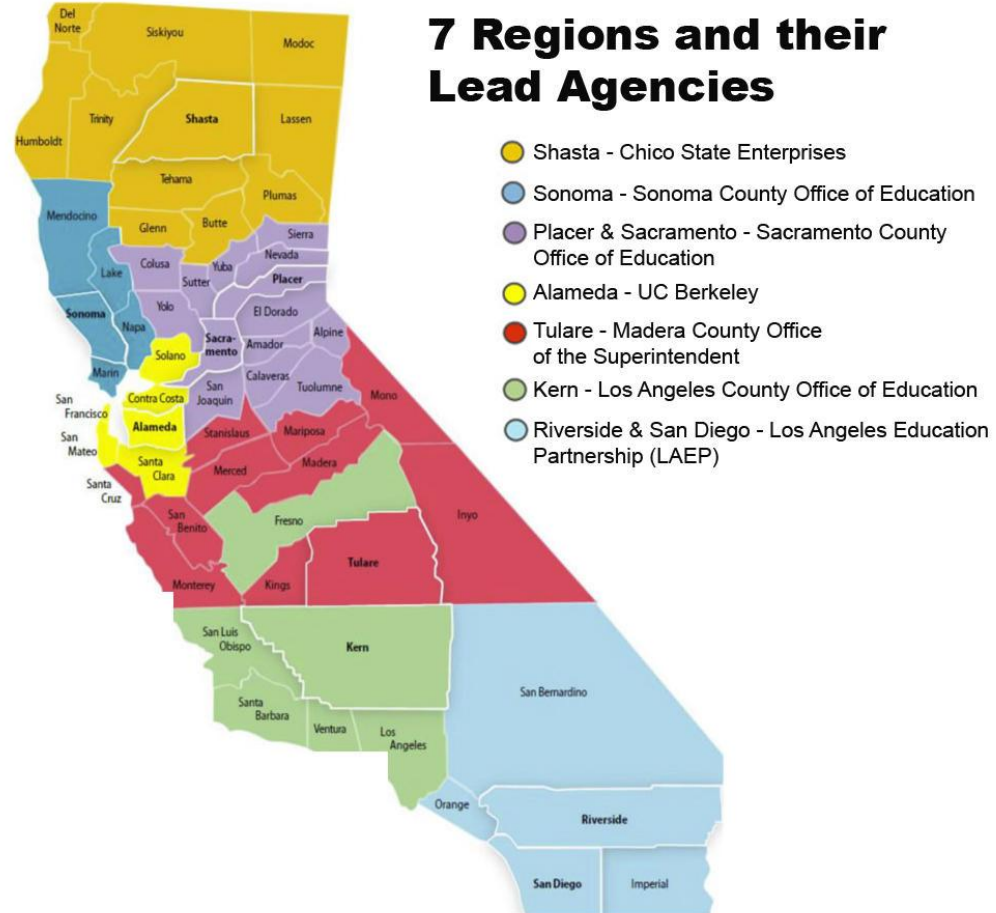 7 Regions and their
Lead Agencies
Shasta - Chico State Enterprises
Sonoma - Sonoma County Office of Education
Placer & Sacramento - Sacramento County
Office of Education
Alameda - UC Berkeley
Tulare - Madera County Office
of the Superintendent
Kern - Los Angeles County Office of Education
Riverside & San Diego - Los Angeles Education
Partnership (LAEP)
Del
Norte
Siskiyou
Modoc
Humboldt
Trinity
Shasta
Lassen
Tehama
Plumas
Mendocino
Glenn
Butte
Sierra
Lake
Colusa
Sutter
Yuba
Nevada
Placer
Sonoma
Napa
Yolo
El Dorado
Sacra-
mento
Amador
Alpine
Solano
Marin
Calaveras
Tuolumne
Mono
San
Joaquin
Contra Costa
San
Francisco
Alameda
Stanislaus
Mariposa
San
Mateo
Santa
Clara
Merced
Madera
Santa
Cruz
San
Benito
Fresno
Inyo
Monterey
Kings
Tulare
San Luis
Obispo
Kern
San Bernardino
Santa
Barbara
Ventura
Los
Angeles
Orange
Riverside
San Diego
Imperial